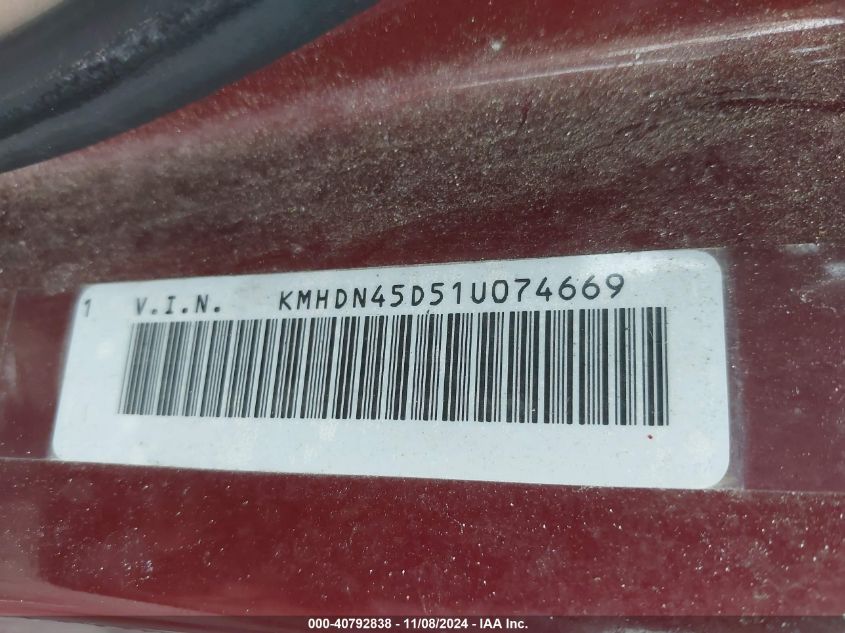 1 V.I.N. KMHDN45D51U074669
000-40792838 - 11/08/2024 - IAA Inc.